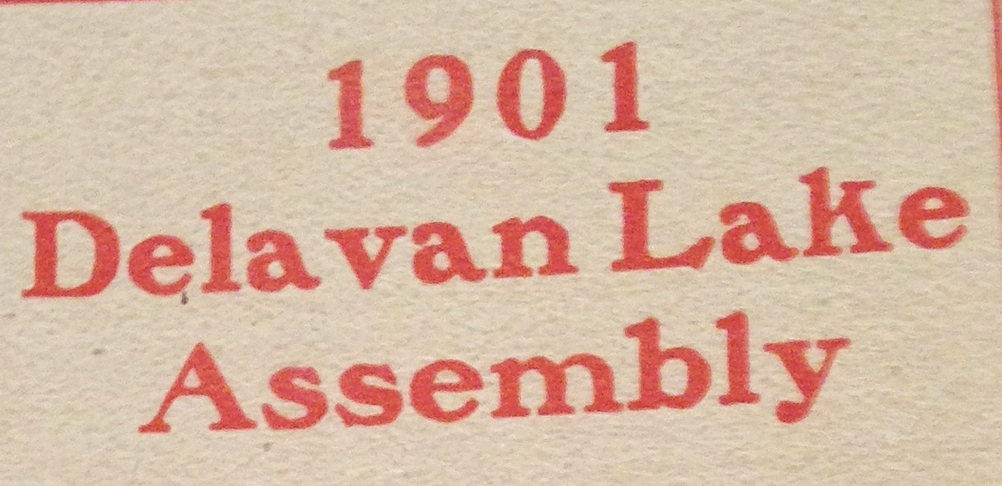 1901
Delavan Lake
Assembly